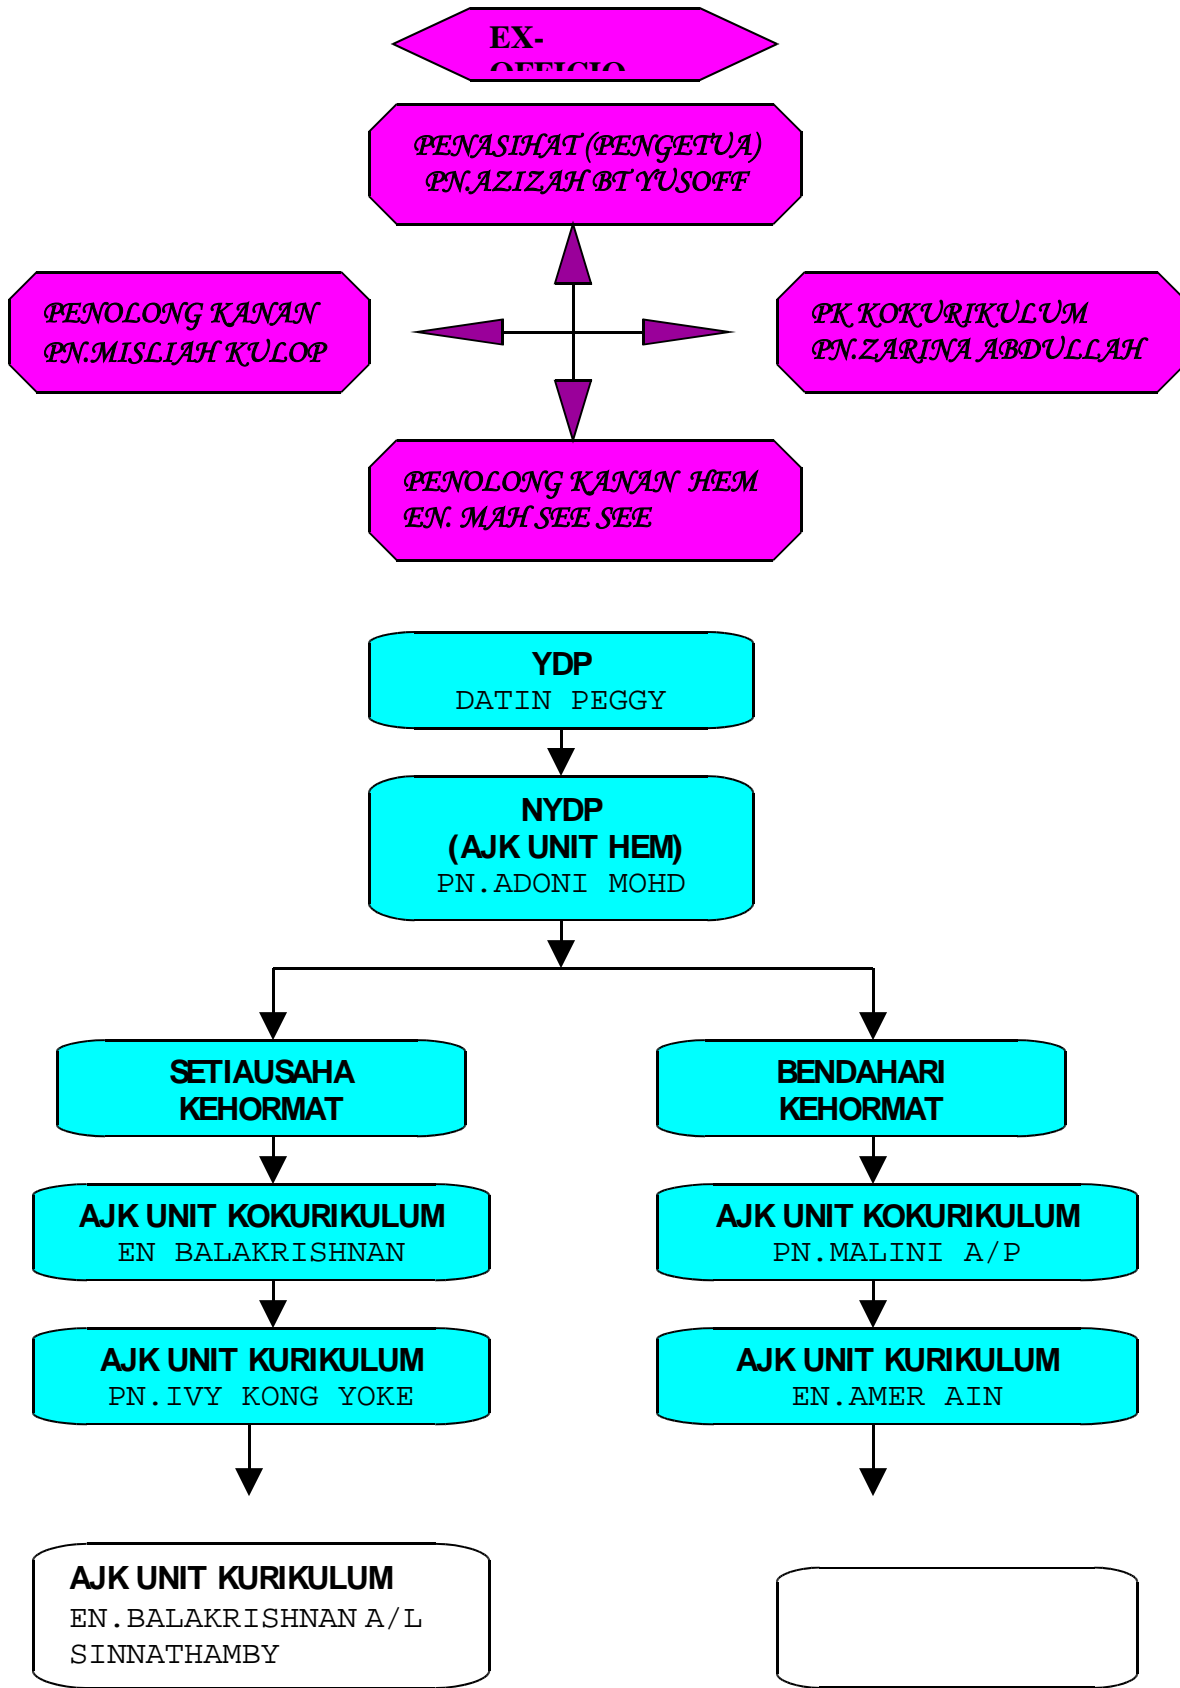 EX-
OFFICIO
PENASIHAT (PENGETUA)
PN.AZIZAH BT YUSOFF
PENOLONG KANAN
PN.MISLIAH KULOP
PK KOKURIKULUM
PN.ZARINA ABDULLAH
PENOLONG KANAN HEM
EN. MAH SEE SEE
YDP
DATIN PEGGY
NYDP
(AJK UNIT HEM)
PN.ADONI MOHD
SETIAUSAHA
KEHORMAT
BENDAHARI
KEHORMAT
AJK UNIT KOKURIKULUM
EN BALAKRISHNAN
AJK UNIT KOKURIKULUM
PN.MALINI A/P
AJK UNIT KURIKULUM
PN.IVY KONG YOKE
AJK UNIT KURIKULUM
EN.AMER AIN
AJK UNIT KURIKULUM
EN.BALAKRISHNAN A/L
SINNATHAMBY